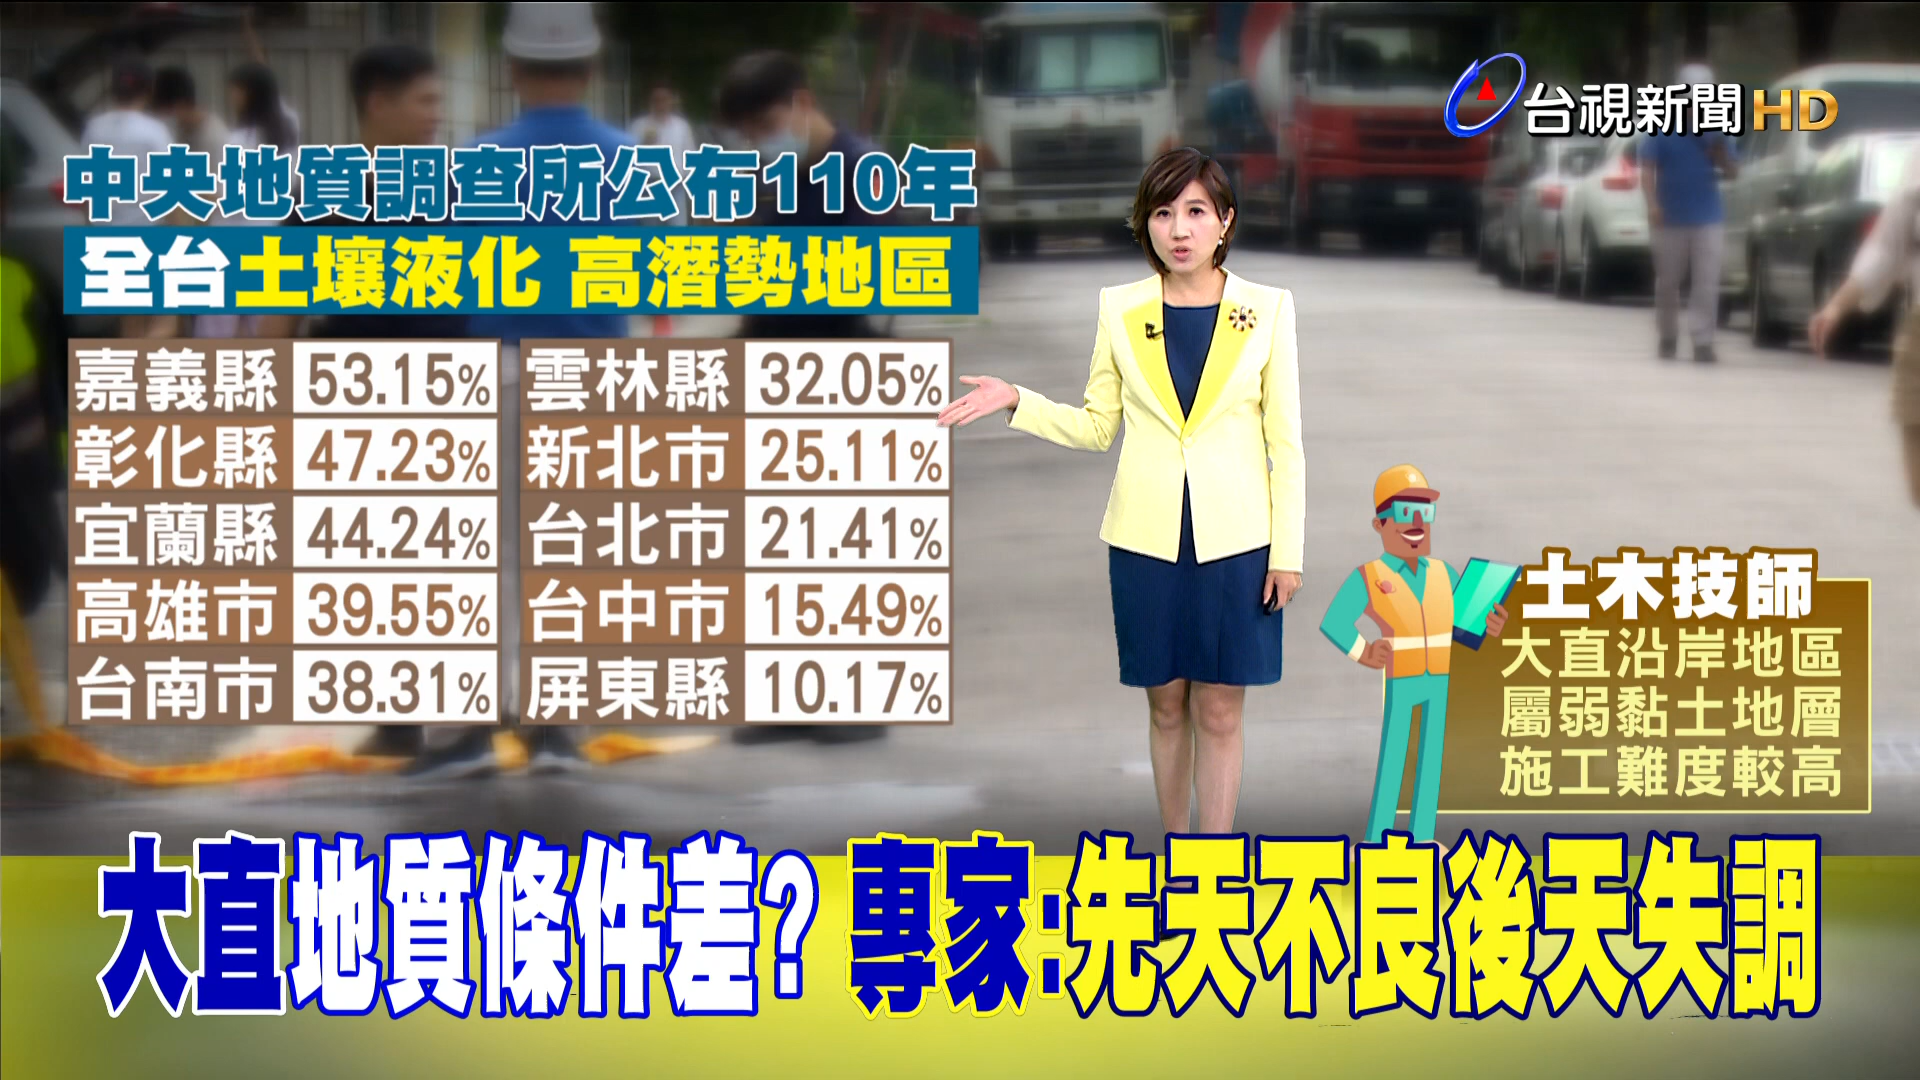 台視新聞HD
中央地質調查所公布110年
全台土壤液化 高潛勢地區
嘉義縣 53.15%
彰化縣 47.23%
宜蘭縣 44.24%
高雄市 39.55%
台南市 38.31%
雲林縣 32.05%
新北市 25.11%
台北市 21.41%
台中市 15.49%
屏東縣 10.17%
土木技師
大直沿岸地區
屬弱黏土地層
施工難度較高
大直地質條件差? 專家:先天不良後天失調